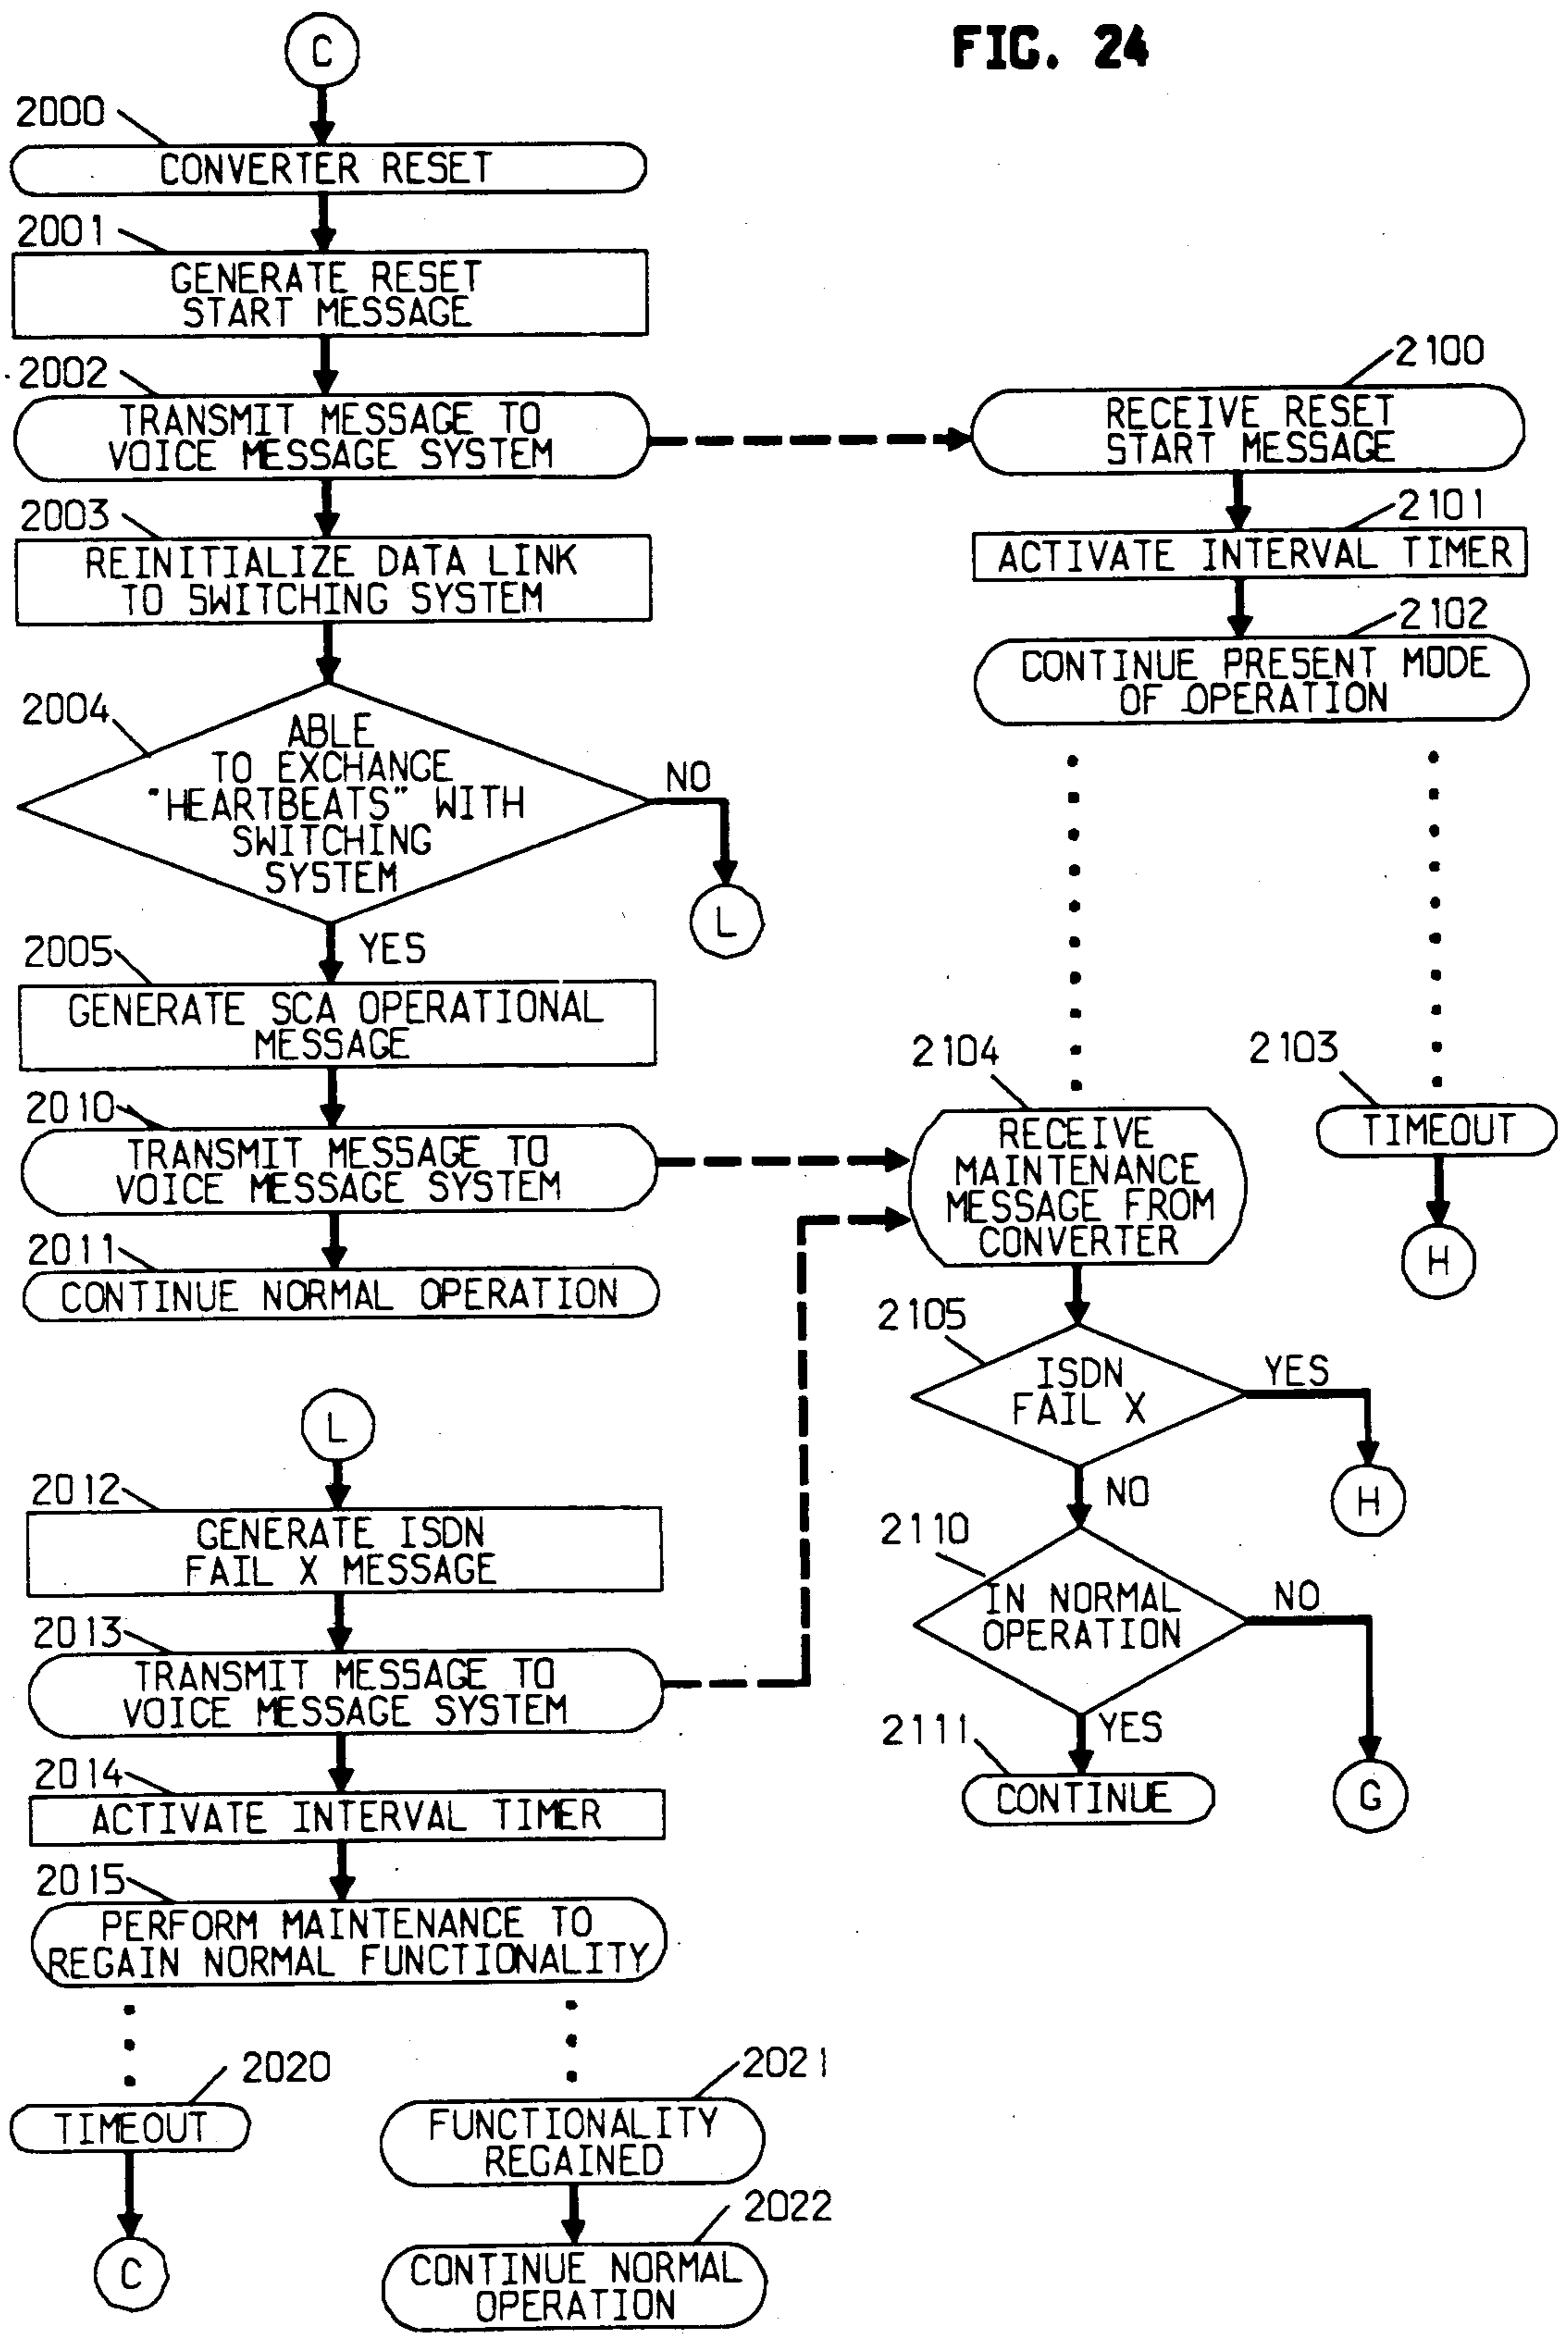 FIG. 24
C
2000
CONVERTER RESET
2001
GENERATE RESET
START MESSAGE
2002
TRANSMIT MESSAGE TO
VOICE MESSAGE SYSTEM
2003
REINITIALIZE DATA LINK
TO SWITCHING SYSTEM
2004
ABLE
TO EXCHANGE
"HEARTBEATS" WITH
SWITCHING
SYSTEM
NO
L
YES
2005
GENERATE SCA OPERATIONAL
MESSAGE
2010
TRANSMIT MESSAGE TO
VOICE MESSAGE SYSTEM
2011
CONTINUE NORMAL OPERATION
L
2012
GENERATE ISDN
FAIL X MESSAGE
2013
TRANSMIT MESSAGE TO
VOICE MESSAGE SYSTEM
2014
ACTIVATE INTERVAL TIMER
2015
PERFORM MAINTENANCE TO
REGAIN NORMAL FUNCTIONALITY
2020
TIMEOUT
C
2021
FUNCTIONALITY
REGAINED
2022
CONTINUE NORMAL
OPERATION
2100
RECEIVE RESET
START MESSAGE
2101
ACTIVATE INTERVAL TIMER
2102
CONTINUE PRESENT MODE
OF OPERATION
2103
TIMEOUT
H
2104
RECEIVE
MAINTENANCE
MESSAGE FROM
CONVERTER
2105
ISDN
FAIL X
YES
H
NO
2110
IN NORMAL
OPERATION
NO
G
YES
2111
CONTINUE